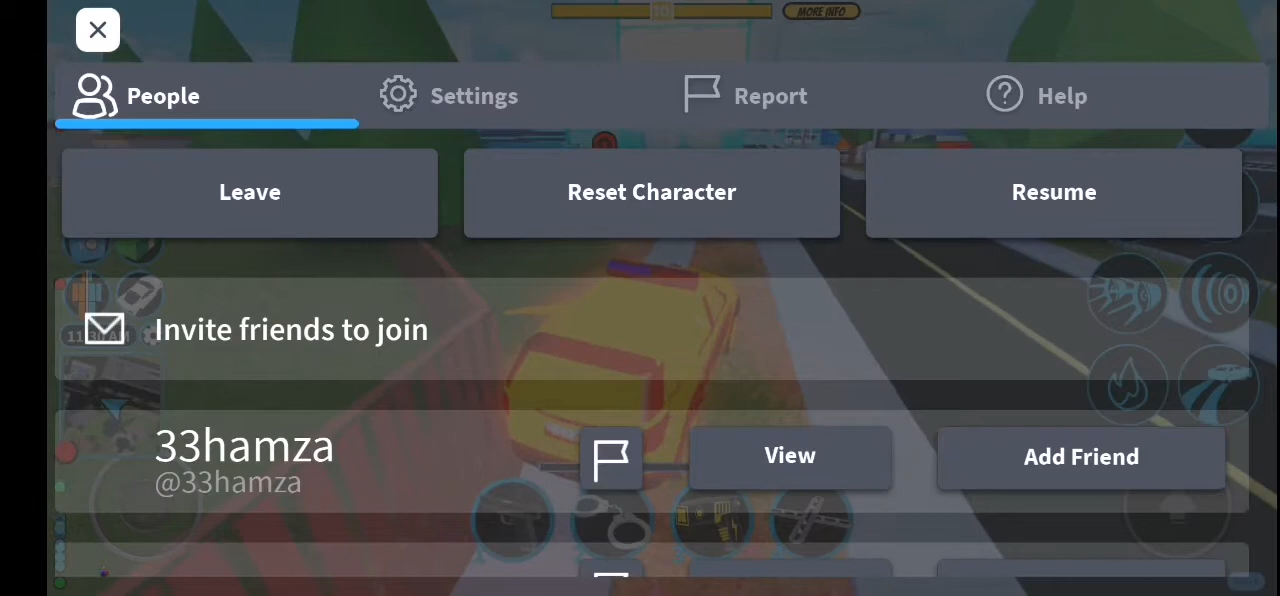 MORE INFO
People
Settings
Report
Help
Leave
Reset Character
Resume
Invite friends to join
33hamza
@33hamza
View
Add Friend